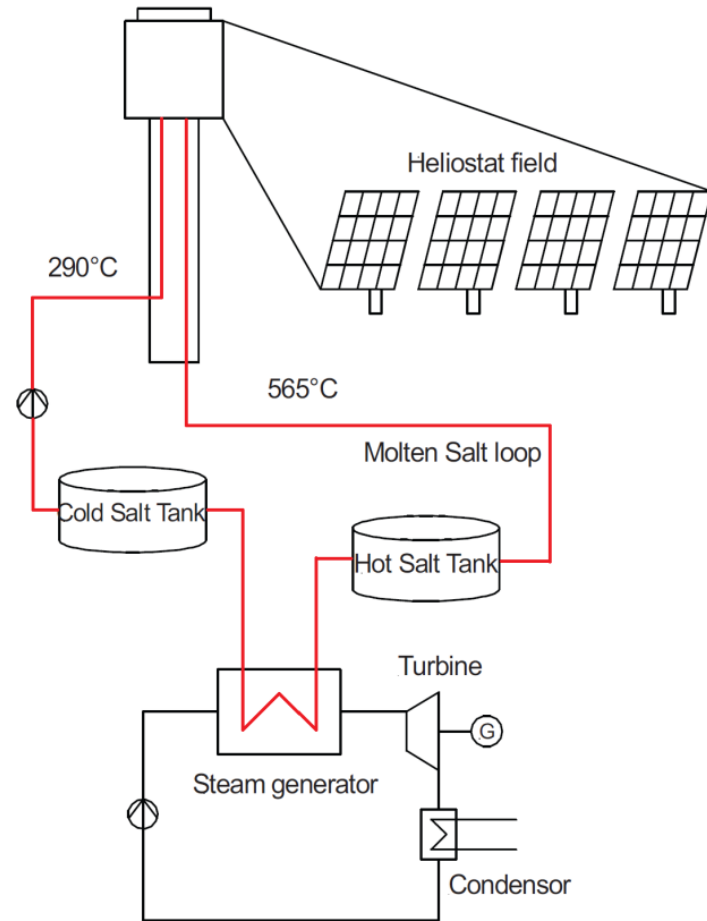 Heliostat field
290°C
565°C
Molten Salt loop
Cold Salt Tank
Hot Salt Tank
Turbine
G
Steam generator
Condensor